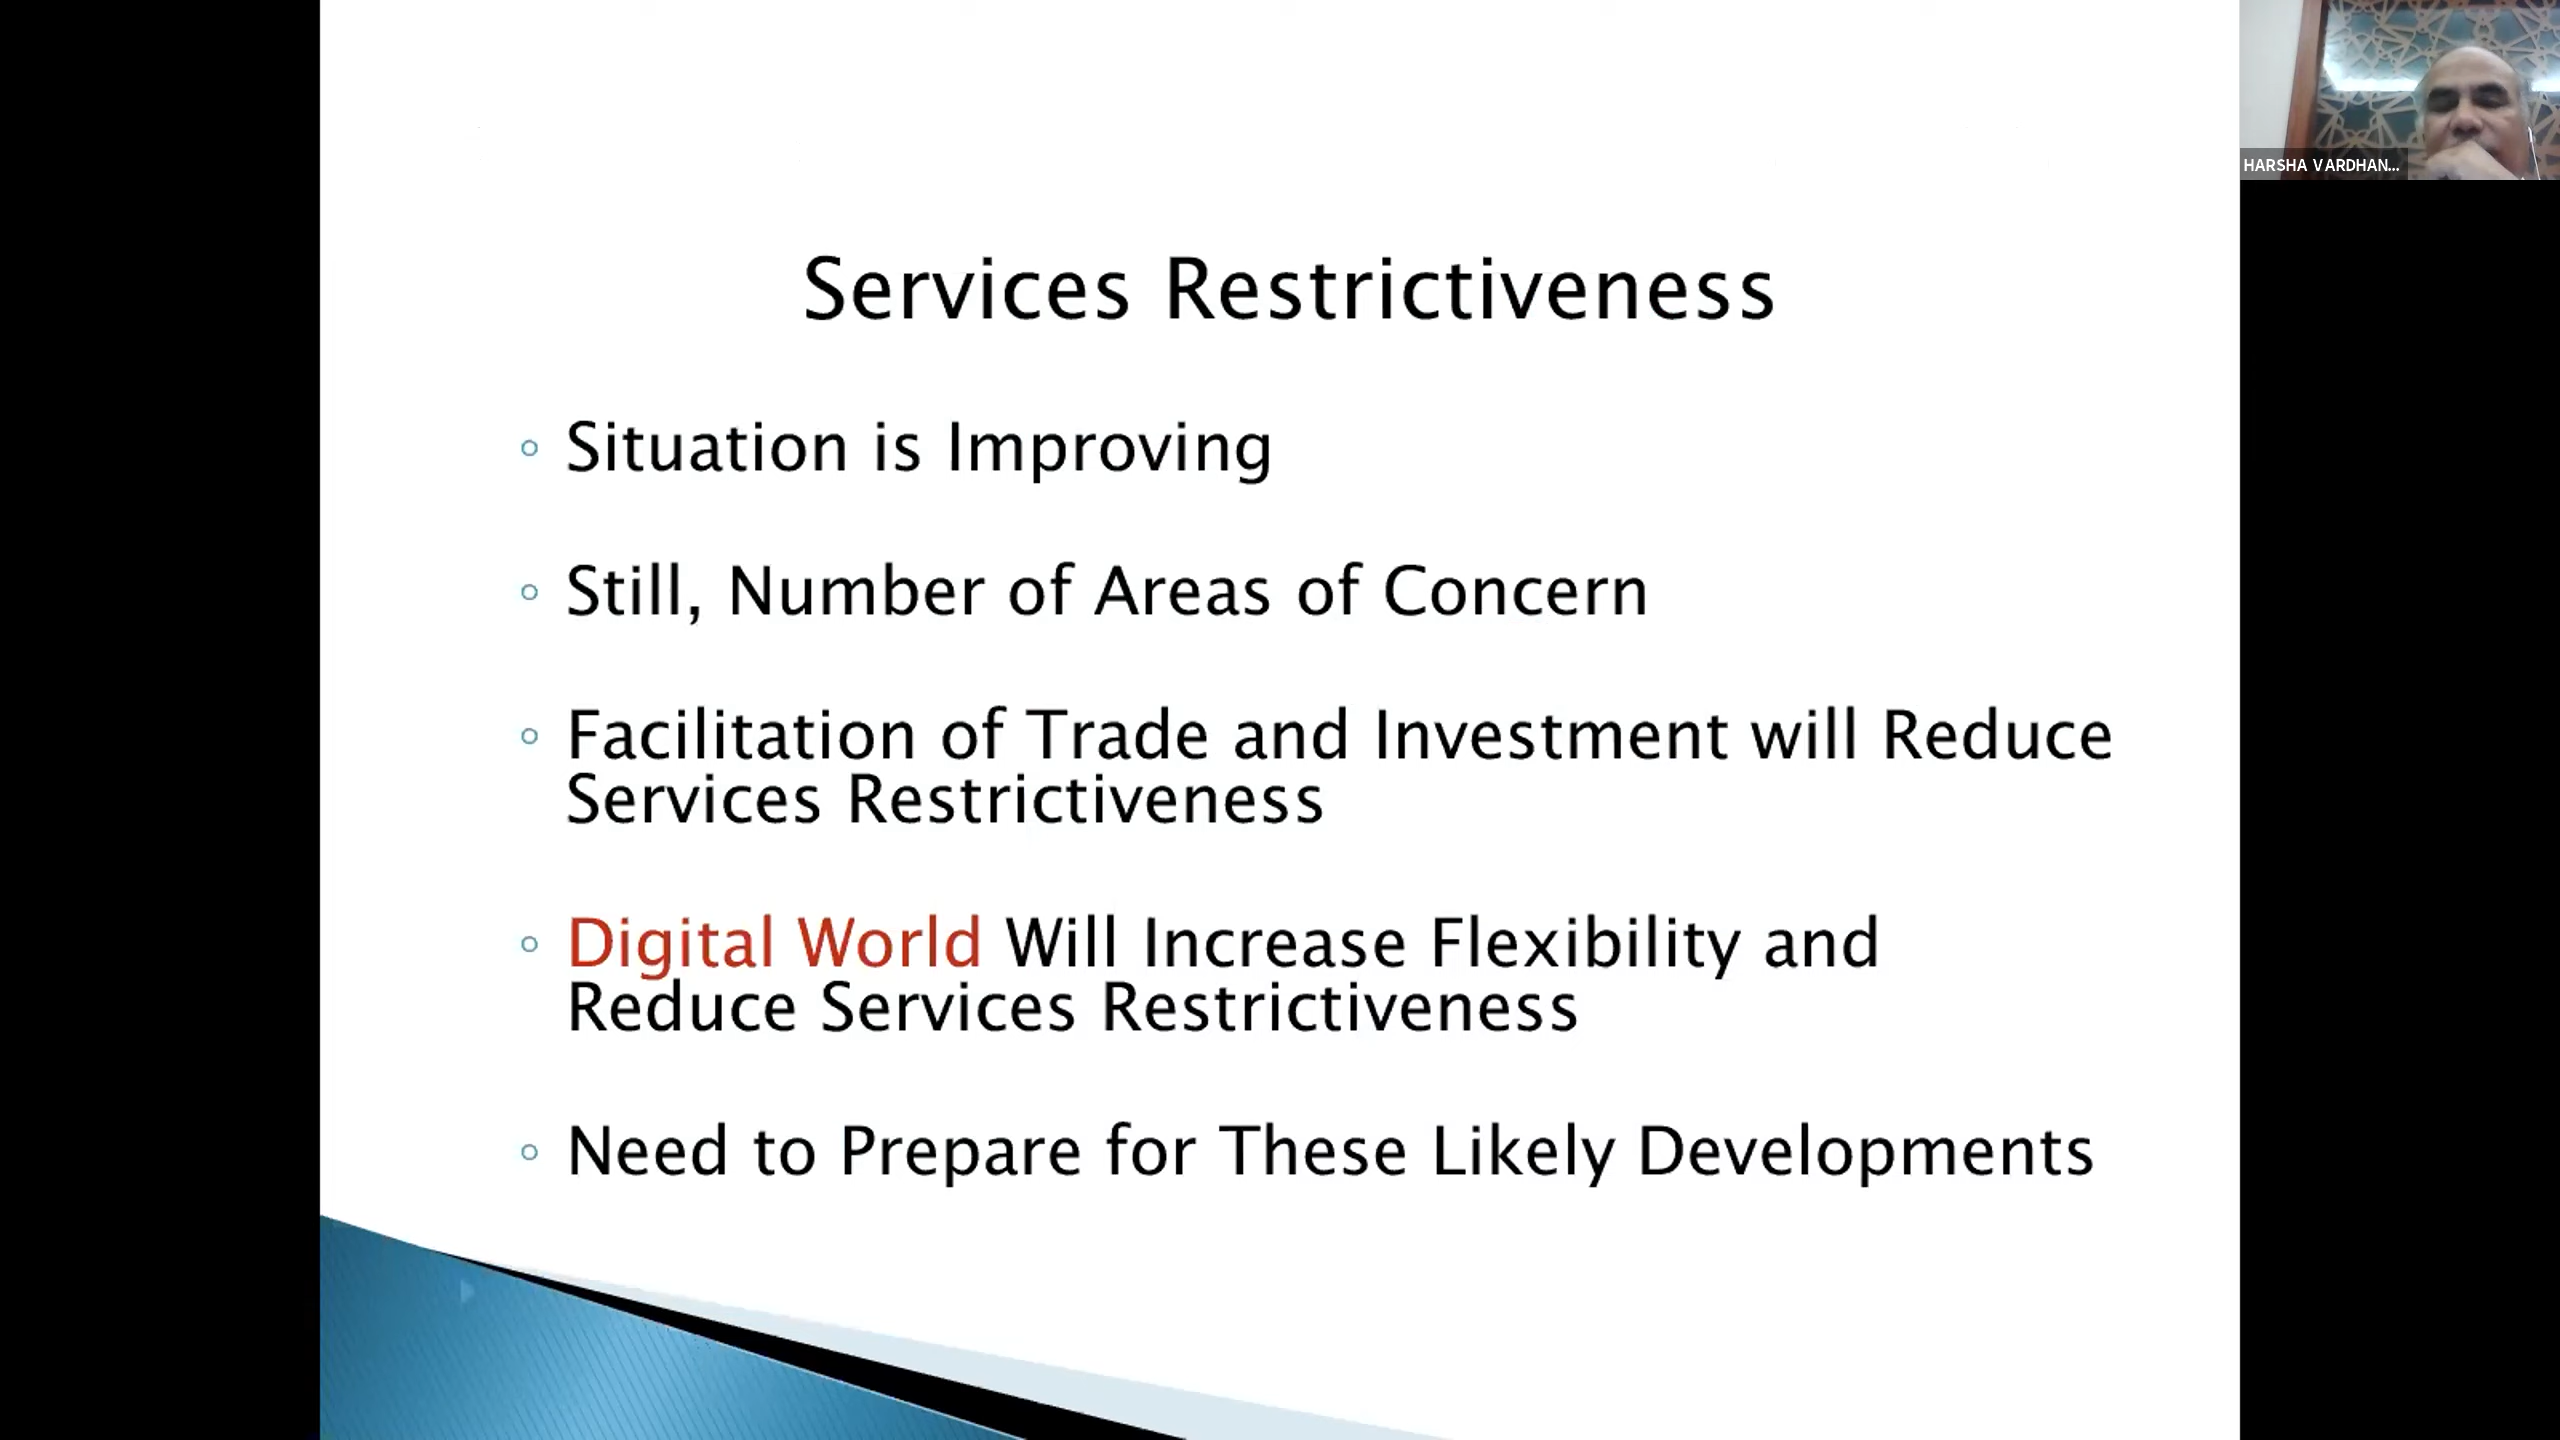 HARSHA VARDHAN...
Services Restrictiveness
Situation is Improving
Still, Number of Areas of Concern
Facilitation of Trade and Investment will Reduce
Services Restrictiveness
Digital World Will Increase Flexibility and
Reduce Services Restrictiveness
Need to Prepare for These Likely Developments